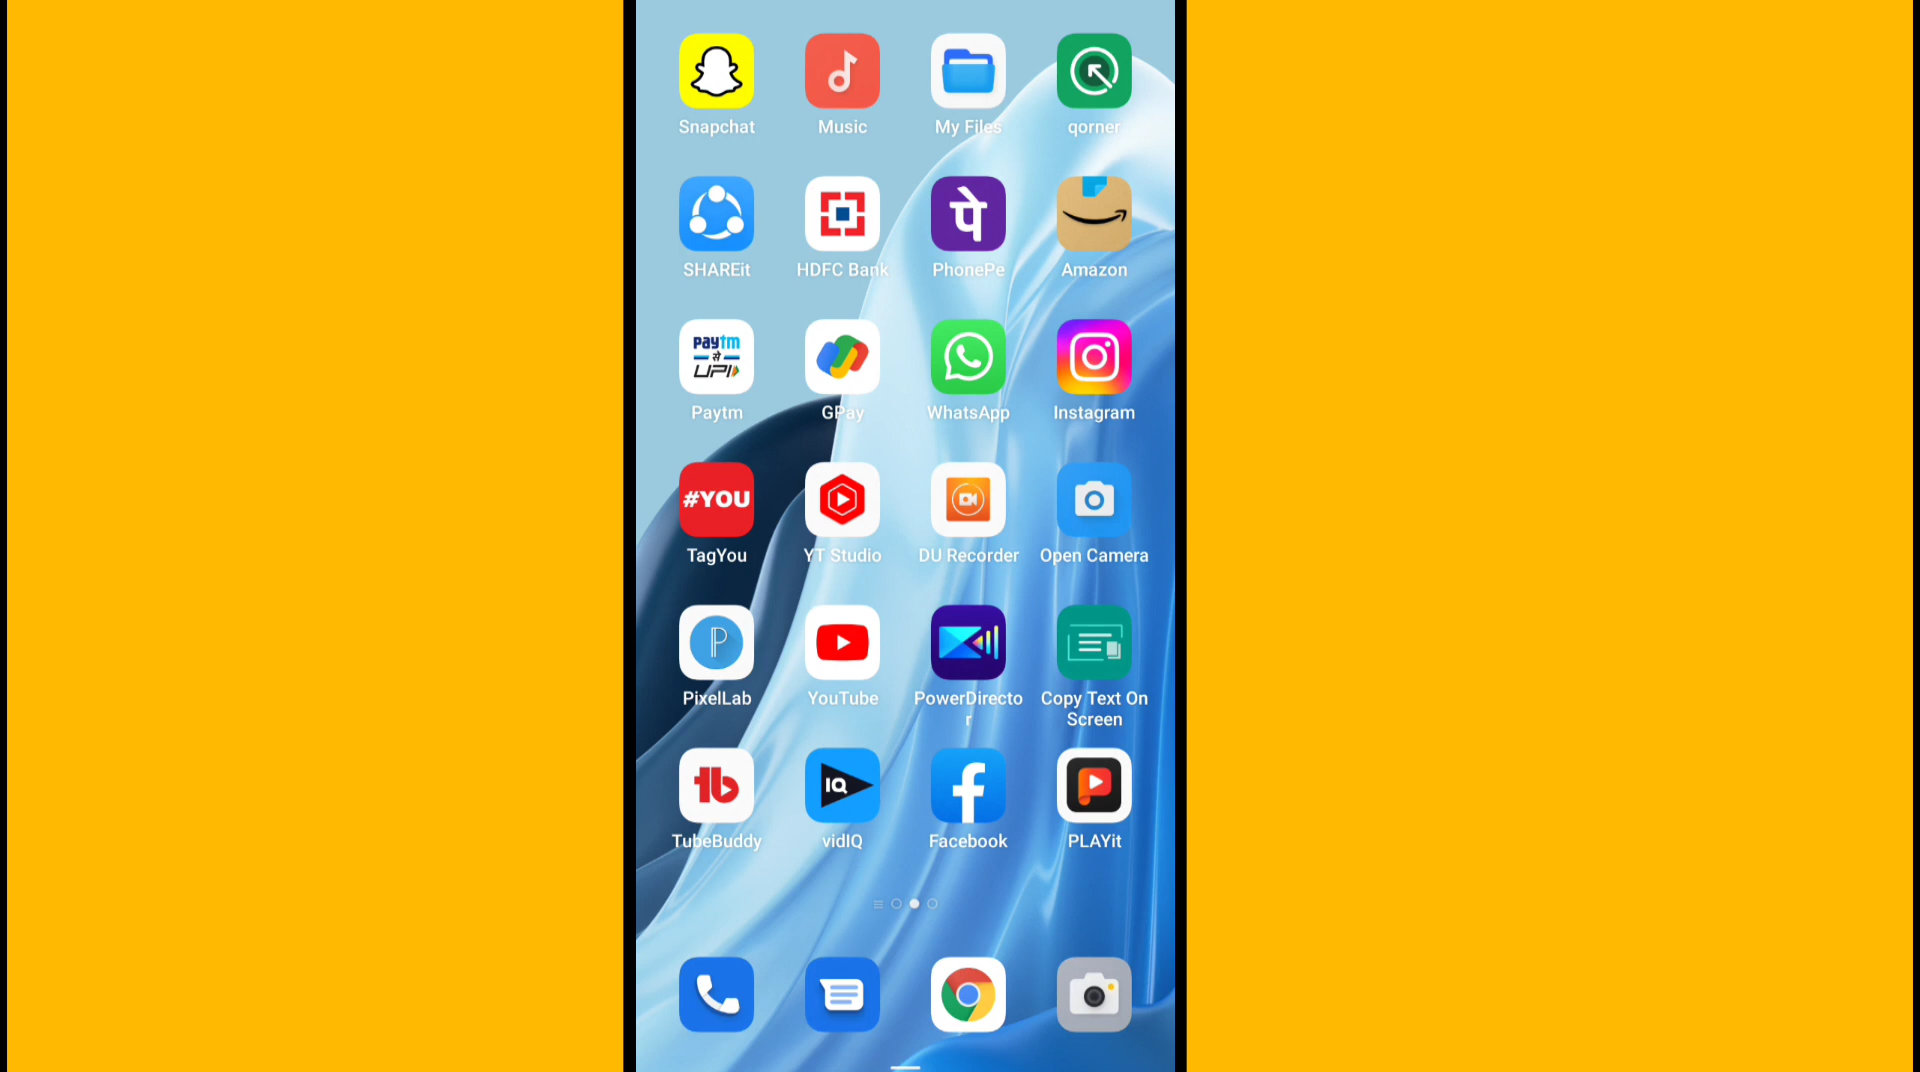 Snapchat
Music
My Files
qorner
SHAREit
HDFC Bank
पे
PhonePe
Amazon
paytm
से
UPI
Paytm
GPay
WhatsApp
Instagram
#YOU
TagYou
YT Studio
DU Recorder
Open Camera
P
PixelLab
YouTube
PowerDirecto
r
Copy Text On
Screen
tb
TubeBuddy
IQ
vidIQ
f
Facebook
PLAYit